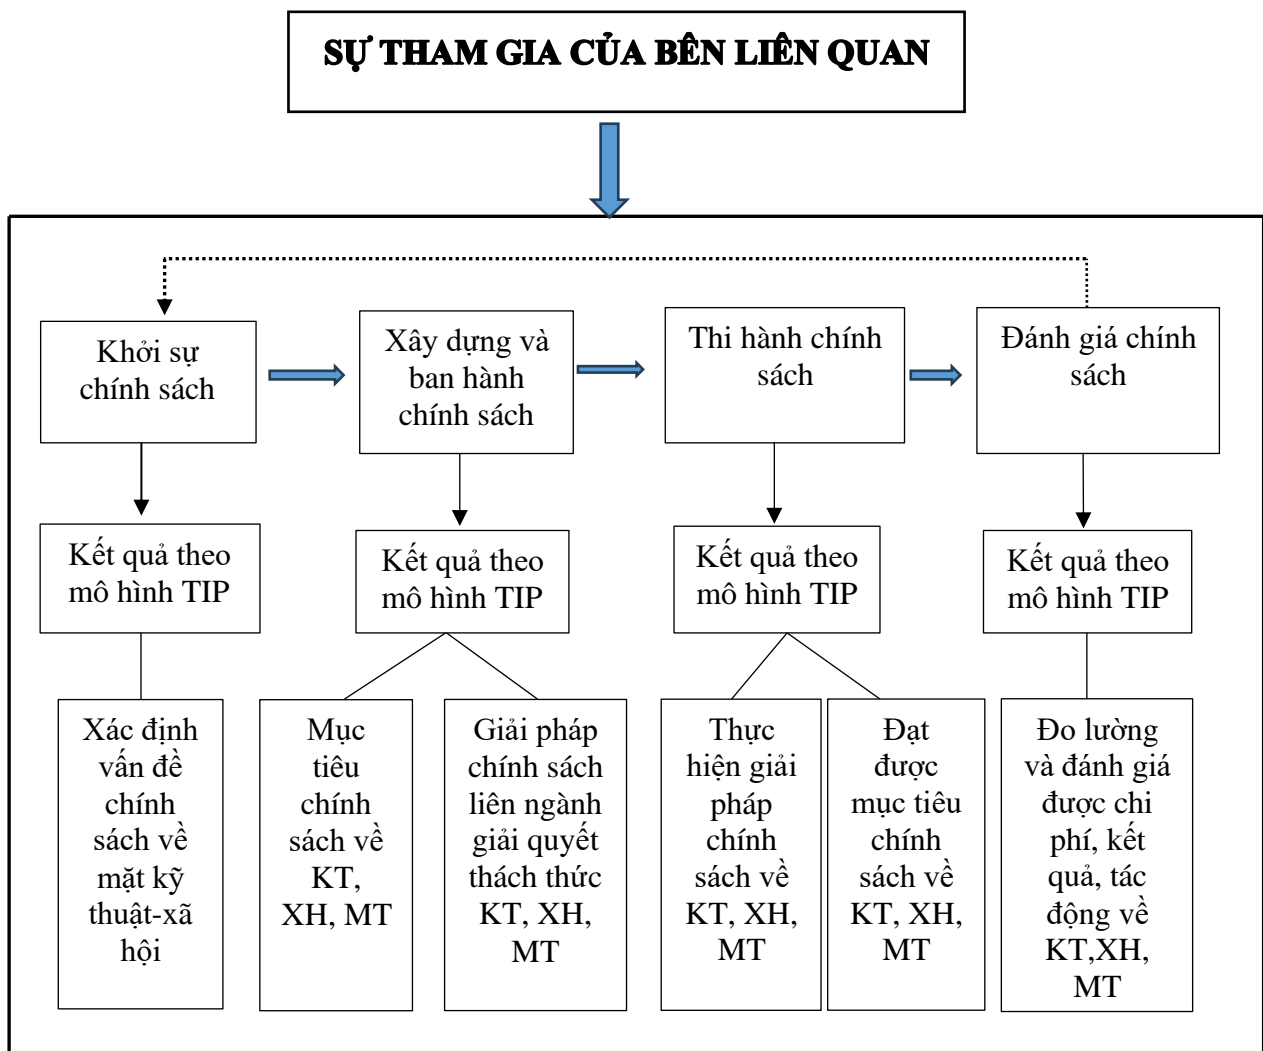 SỰ THAM GIA CỦA BÊN LIÊN QUAN
Khởi sự
chính sách
Xây dựng và
ban hành
chính sách
Thi hành chính
sách
Đánh giá chính
sách
Kết quả theo
mô hình TIP
Kết quả theo
mô hình TIP
Kết quả theo
mô hình TIP
Kết quả theo
mô hình TIP
Xác định
vấn đề
chính
sách về
mặt kỹ
thuật-xã
hội
Mục
tiêu
chính
sách về
KT,
XH, MT
Giải pháp
chính sách
liên ngành
giải quyết
thách thức
KT, XH,
MT
Thực
hiện giải
pháp
chính
sách về
KT, XH,
MT
Đạt
được
mục tiêu
chính
sách về
KT, XH,
MT
Đo lường
và đánh giá
được chi
phí, kết
quả, tác
động về
KT,XH,
MT